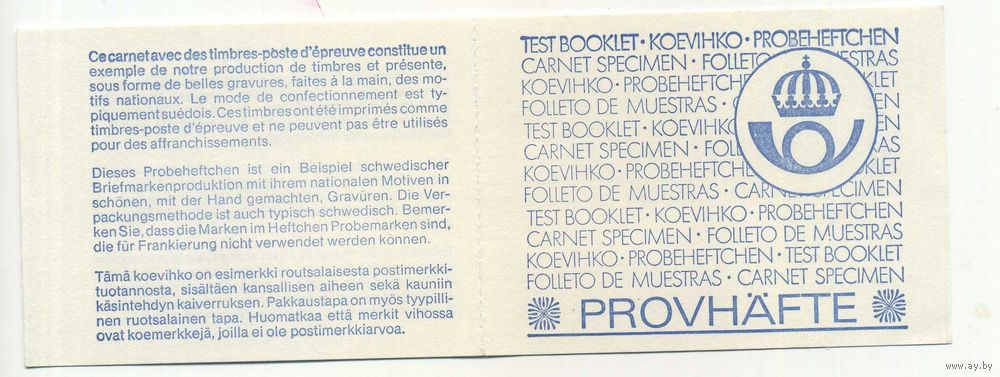 Ce carnet avec des timbres-poste d'épreuve constitue un
exemple de notre production de timbres et présente,
sous forme de belles gravures, faites à la main, des mo-
tifs nationaux. Le mode de confectionnement est ty-
piquement suédois. Ces timbres ont été imprimés comme
timbres-poste d'épreuve et ne peuvent pas être utilisés
pour des affranchissements.
Dieses Probeheftchen ist ein Beispiel schwedischer
Briefmarkenproduktion mit ihrem nationalen Motiven in
schönen, mit der Hand gemachten, Gravüren. Die Ver-
packungsmethode ist auch typisch schwedisch. Bemer-
ken Sie, dass die Marken im Heftchen Probemarken sind,
die für Frankierung nicht verwendet werden können.
Tämä koevihko on esimerkki routsalaisesta postimerkki-
tuotannosta, sisältäen kansallisen aiheen sekä kauniin
käsintehdyn kaiverruksen. Pakkaustapa on myös tyypilli-
nen ruotsalainen tapa. Huomatkaa että merkit vihossa
ovat koemerkkejä, joilla ei ole postimerkkiarvoa.
TEST BOOKLET · KOEVIHKO · PROBEHEFTCHEN
CARNET SPECIMEN · FOLLETO ESTRAS
KOEVIHKO · PROBEHEFTCHEN KLET
FOLLETO DE MUESTRAS · C EN
TEST BOOKLET · KOEVIHKO EN
CARNET SPECIMEN · FOLL RAS
KOEVIHKO · PROBEHEFTCHE LET
FOLLETO DE MUESTRAS · CARNET SPECIMEN
TEST BOOKLET · KOEVIHKO · PROBEHEFTCHEN
CARNET SPECIMEN · FOLLETO DE MUESTRAS
KOEVIHKO · PROBEHEFTCHEN · TEST BOOKLET
FOLLETO DE MUESTRAS · CARNET SPECIMEN
PROVHÄFTE
www.ay.by